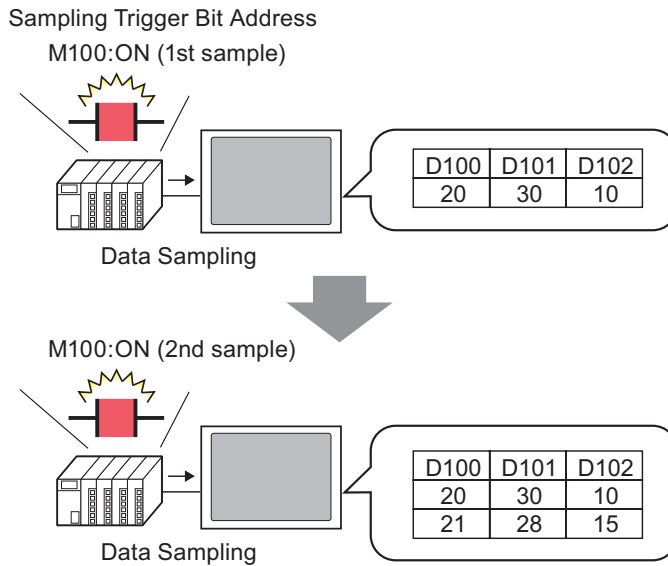 Sampling Trigger Bit Address
M100:ON (1st sample)
D100 D101 D102
20 30 10
Data Sampling
M100:ON (2nd sample)
D100 D101 D102
20 30 10
21 28 15
Data Sampling